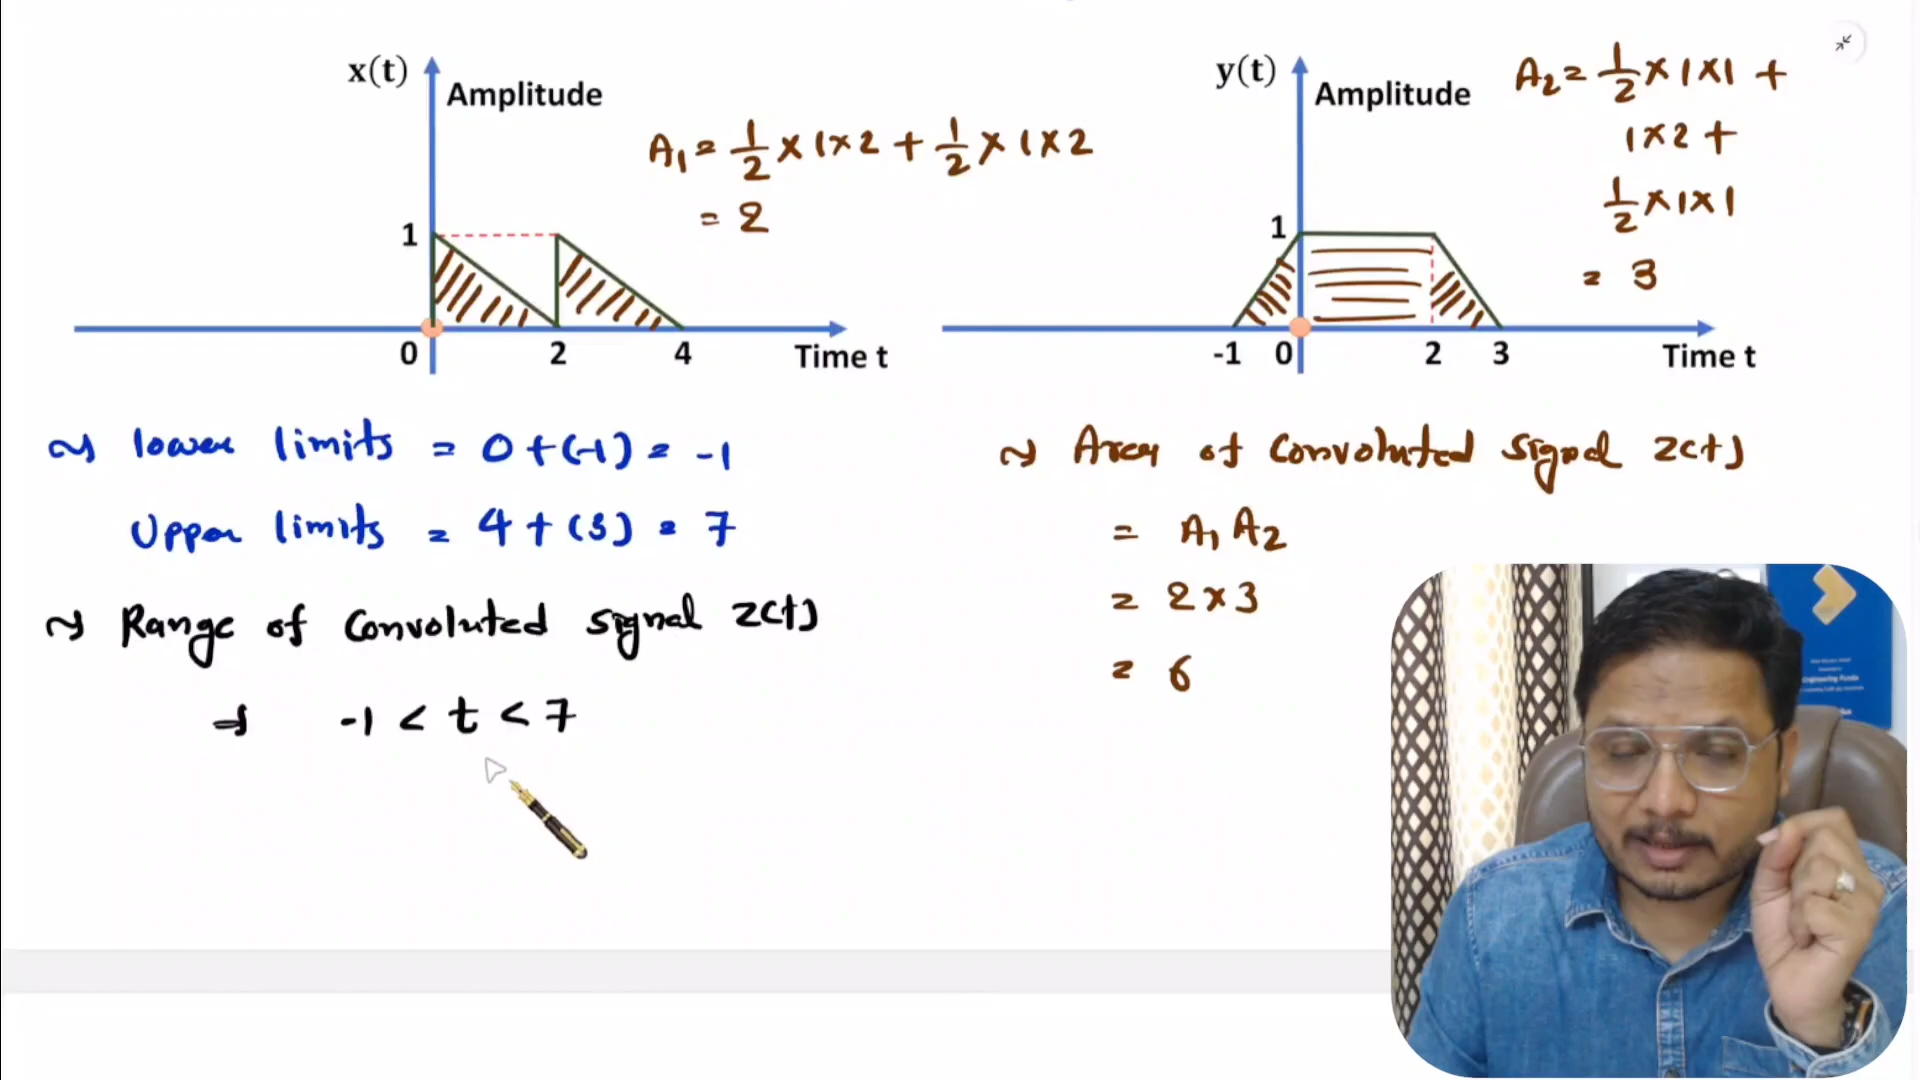 x(t)
Amplitude
A₁ = 1/2 × 1×2 + 1/2 × 1×2
= 2
1
0 2 4 Time t
y(t)
Amplitude
A₂ = 1/2 × 1×1 +
1×2 +
1/2 × 1×1
= 3
1
-1 0 2 3 Time t
lower limits = 0+(-1) = -1
Upper limits = 4+(3) = 7
Range of Convoluted signal z(t)
⇒ -1 < t < 7
Area of Convoluted signal z(t)
= A₁ A₂
= 2×3
= 6
Engineering Funda